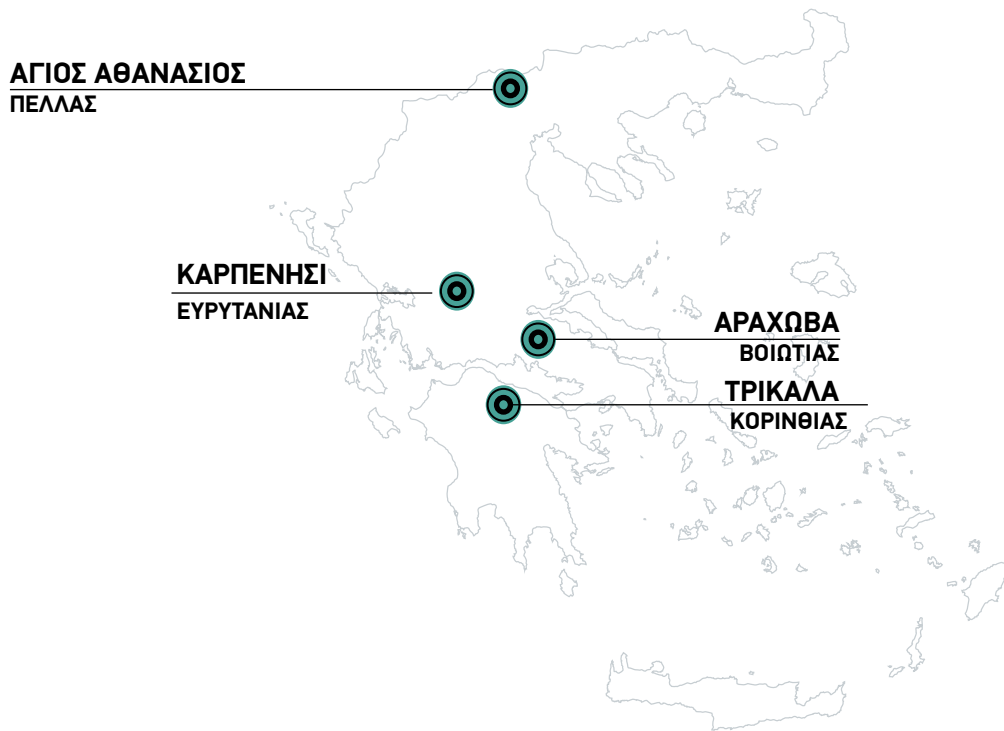 ΑΓΙΟΣ ΑΘΑΝΑΣΙΟΣ
ΠΕΛΛΑΣ
ΚΑΡΠΕΝΗΣΙ
ΕΥΡΥΤΑΝΙΑΣ
ΑΡΑΧΩΒΑ
ΒΟΙΩΤΙΑΣ
ΤΡΙΚΑΛΑ
ΚΟΡΙΝΘΙΑΣ